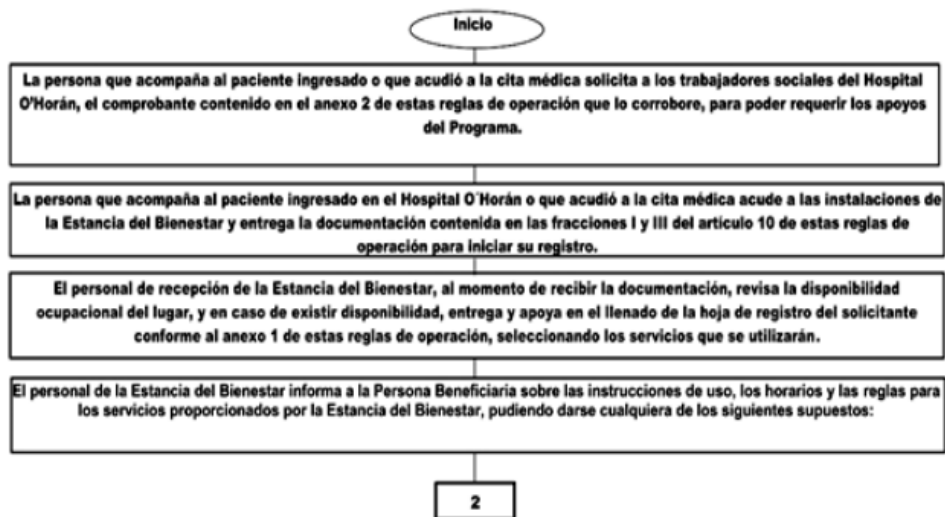 Inicio
La persona que acompaña al paciente ingresado o que acudió a la cita médica solicita a los trabajadores sociales del Hospital
O'Horán, el comprobante contenido en el anexo 2 de estas reglas de operación que lo corrobore, para poder requerir los apoyos
del Programa.
La persona que acompaña al paciente ingresado en el Hospital O´Horán o que acudió a la cita médica acude a las instalaciones de
la Estancia del Bienestar y entrega la documentación contenida en las fracciones I y III del artículo 10 de estas reglas de
operación para iniciar su registro.
El personal de recepción de la Estancia del Bienestar, al momento de recibir la documentación, revisa la disponibilidad
ocupacional del lugar, y en caso de existir disponibilidad, entrega y apoya en el llenado de la hoja de registro del solicitante
conforme al anexo 1 de estas reglas de operación, seleccionando los servicios que se utilizarán.
El personal de la Estancia del Bienestar informa a la Persona Beneficiaria sobre las instrucciones de uso, los horarios y las reglas para
los servicios proporcionados por la Estancia del Bienestar, pudiendo darse cualquiera de los siguientes supuestos:
2